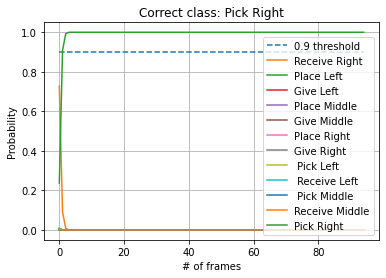 Correct class: Pick Right
1.0
0.8
0.6
0.4
0.2
0.0
Probability
0
20
40
60
80
# of frames
0.9 threshold
Receive Right
Place Left
Give Left
Place Middle
Give Middle
Place Right
Give Right
Pick Left
Receive Left
Pick Middle
Receive Middle
Pick Right